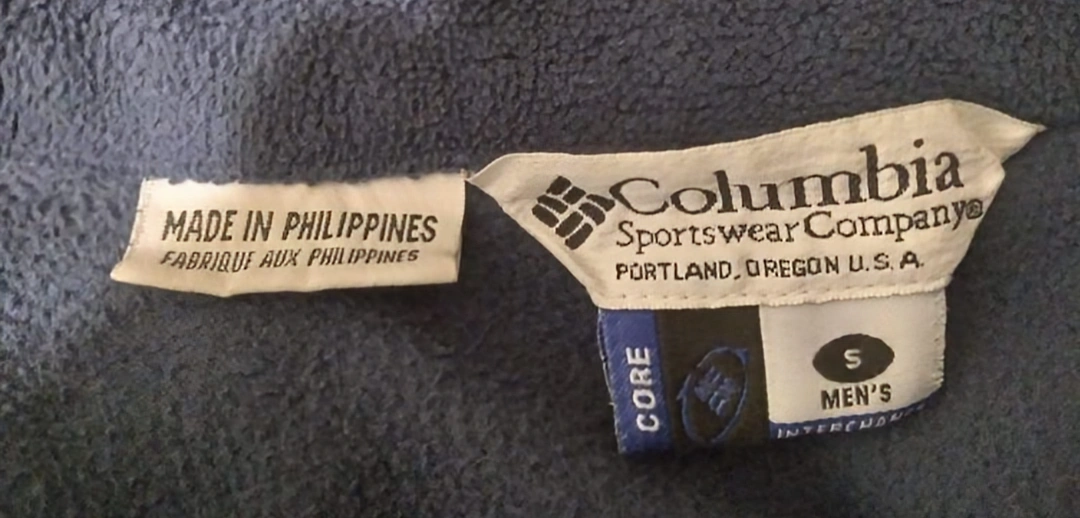 MADE IN PHILIPPINES
FABRIQUE AUX PHILIPPINES
Columbia
Sportswear Company®
PORTLAND, OREGON U.S.A.
CORE
S
MEN'S